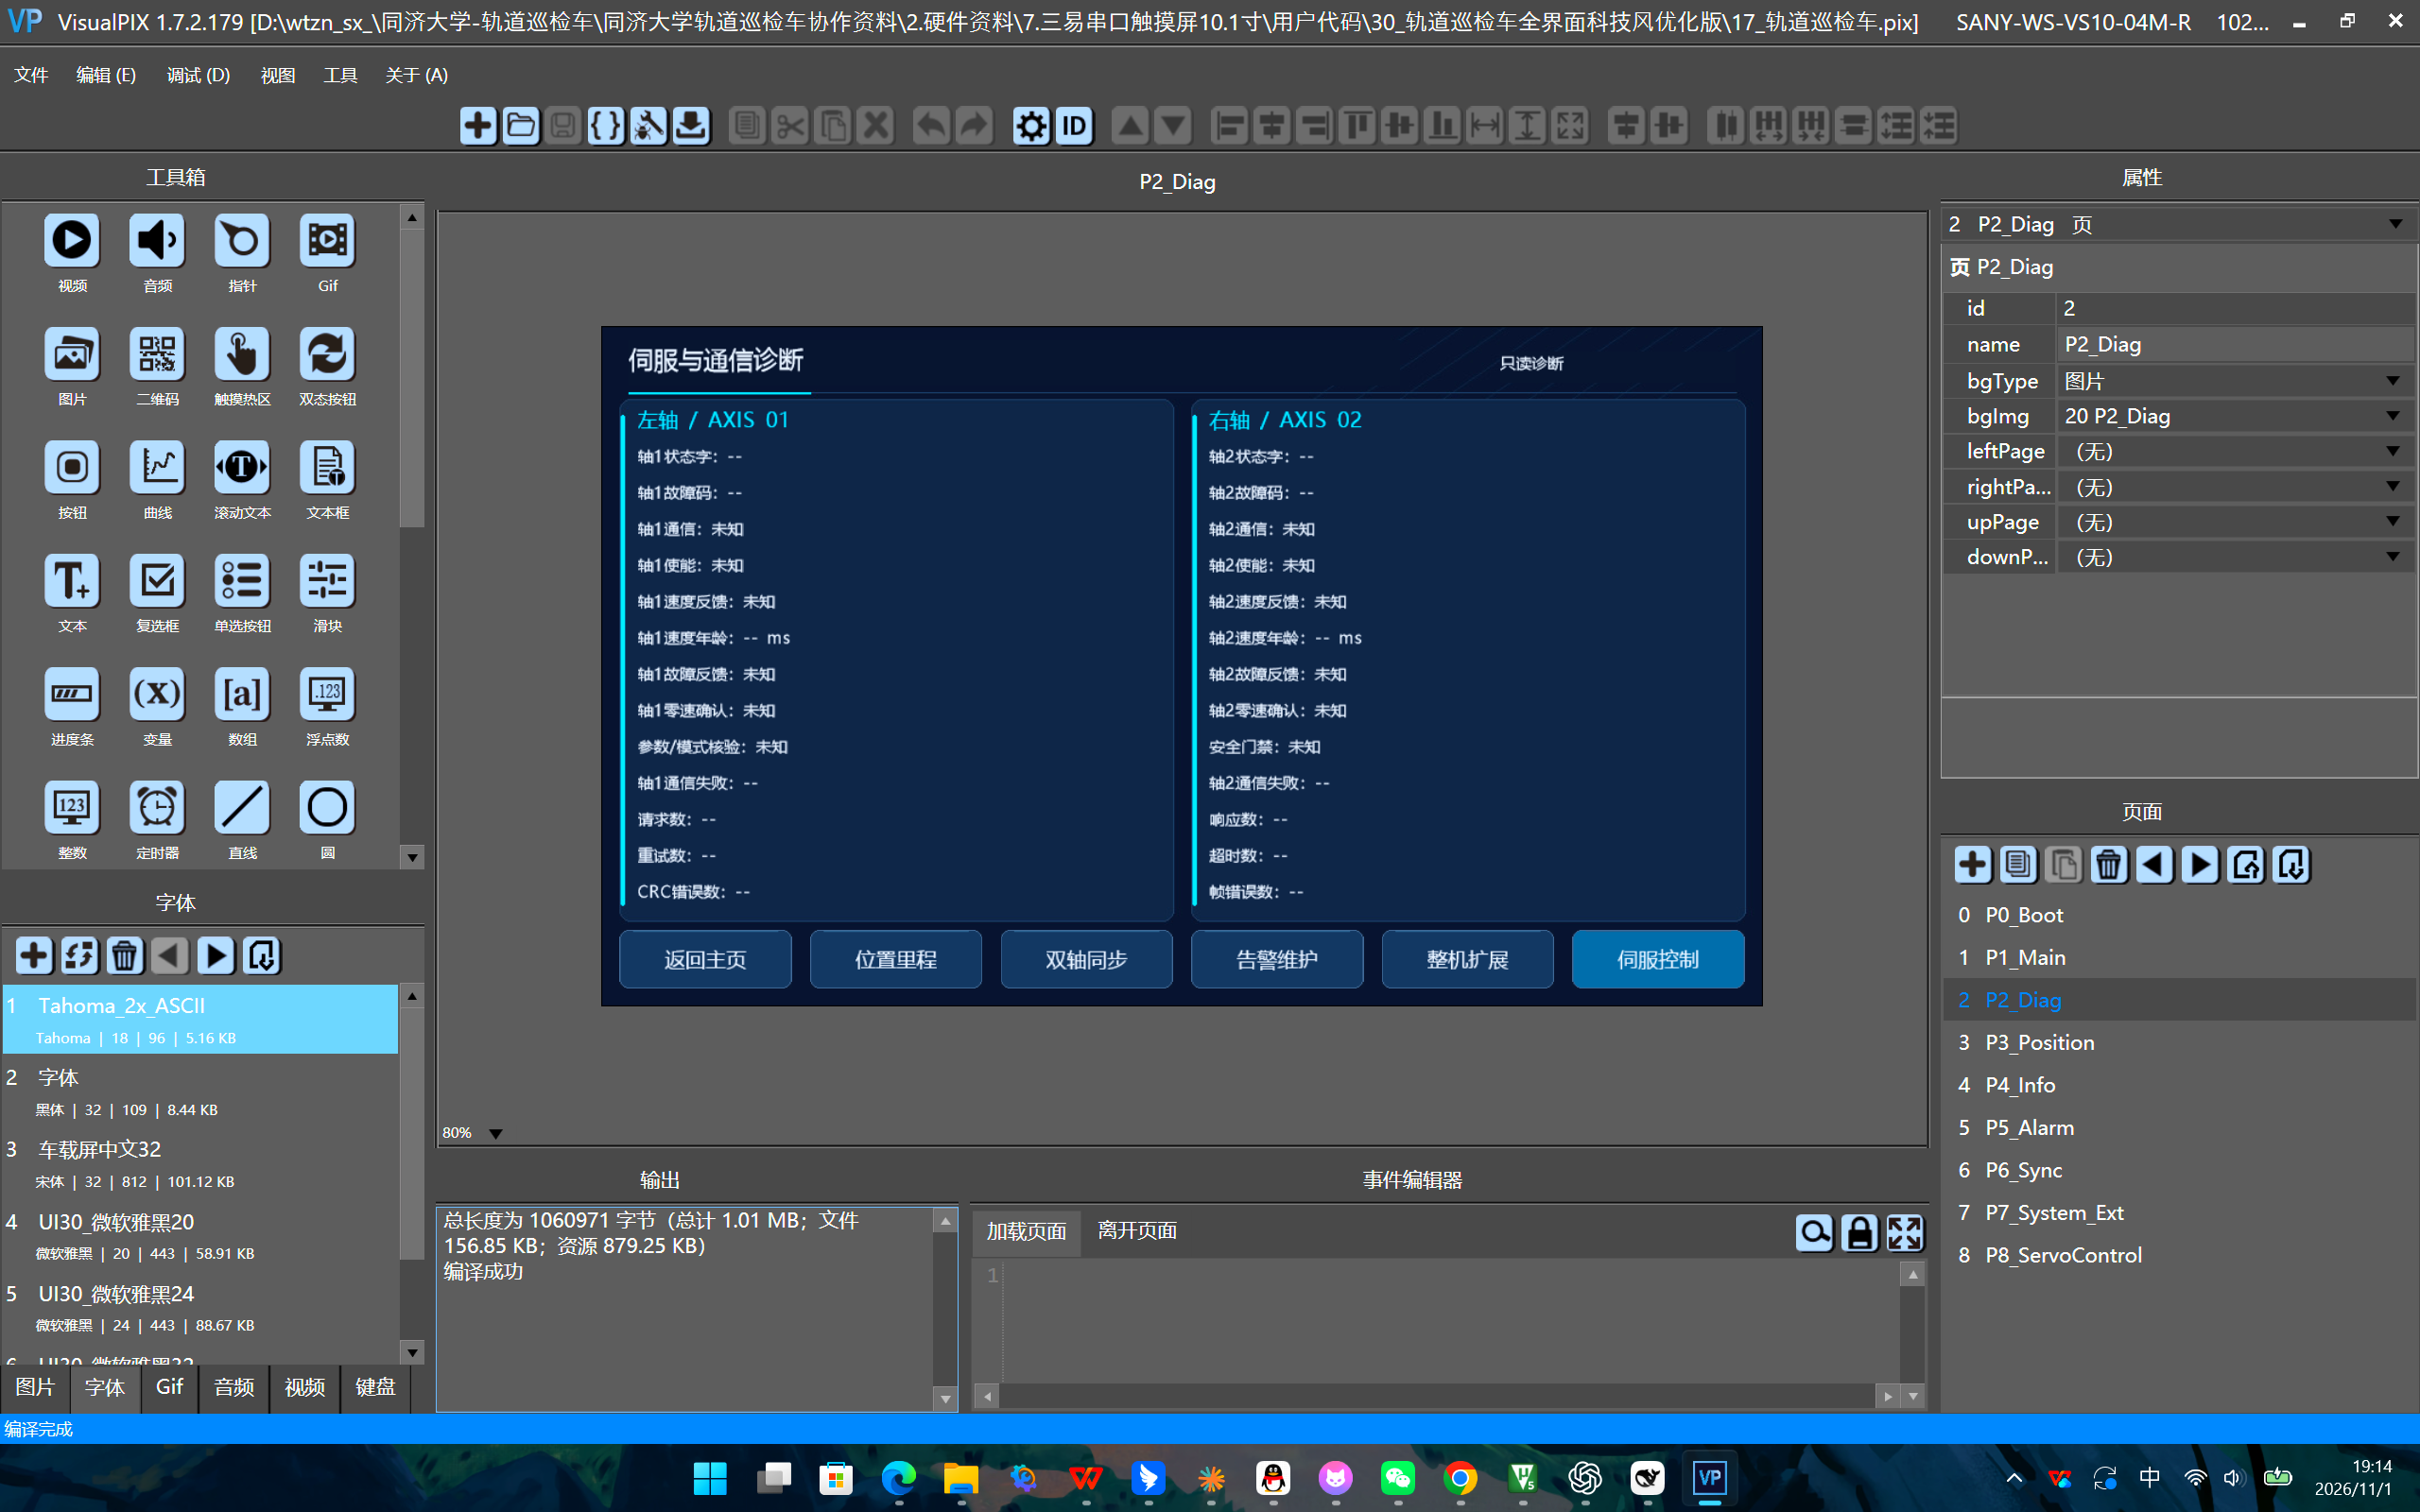 VP VisualPIX 1.7.2.179 [D:\wtzn_sx_\同济大学-轨道巡检车\同济大学轨道巡检车协作资料\2.硬件资料\7.三易串口触摸屏10.1寸\用户代码\30_轨道巡检车全界面科技风优化版\17_轨道巡检车.pix] SANY-WS-VS10-04M-R 102...
文件 编辑 (E) 调试 (D) 视图 工具 关于 (A)
ID
工具箱
视频 音频 指针 Gif
图片 二维码 触摸热区 双态按钮
按钮 曲线 滚动文本 文本框
文本 复选框 单选按钮 滑块
进度条 变量 数组 浮点数
整数 定时器 直线 圆
字体
1 Tahoma_2x_ASCII
Tahoma | 18 | 96 | 5.16 KB
2 字体
黑体 | 32 | 109 | 8.44 KB
3 车载屏中文32
宋体 | 32 | 812 | 101.12 KB
4 UI30_微软雅黑20
微软雅黑 | 20 | 443 | 58.91 KB
5 UI30_微软雅黑24
微软雅黑 | 24 | 443 | 88.67 KB
图片 字体 Gif 音频 视频 键盘
P2_Diag
伺服与通信诊断
只读诊断
左轴 / AXIS 01
轴1状态字：--
轴1故障码：--
轴1通信：未知
轴1使能：未知
轴1速度反馈：未知
轴1速度年龄：-- ms
轴1故障反馈：未知
轴1零速确认：未知
参数/模式核验：未知
轴1通信失败：--
请求数：--
重试数：--
CRC错误数：--
右轴 / AXIS 02
轴2状态字：--
轴2故障码：--
轴2通信：未知
轴2使能：未知
轴2速度反馈：未知
轴2速度年龄：-- ms
轴2故障反馈：未知
轴2零速确认：未知
安全门禁：未知
轴2通信失败：--
响应数：--
超时数：--
帧错误数：--
返回主页 位置里程 双轴同步 告警维护 整机扩展 伺服控制
80%
输出
总长度为 1060971 字节（总计 1.01 MB；文件
156.85 KB；资源 879.25 KB）
编译成功
事件编辑器
加载页面 离开页面
1
属性
2 P2_Diag 页
页 P2_Diag
id 2
name P2_Diag
bgType 图片
bgImg 20 P2_Diag
leftPage （无）
rightPa... （无）
upPage （无）
downP... （无）
页面
0 P0_Boot
1 P1_Main
2 P2_Diag
3 P3_Position
4 P4_Info
5 P5_Alarm
6 P6_Sync
7 P7_System_Ext
8 P8_ServoControl
编译完成
VP
中
19:14
2026/11/1